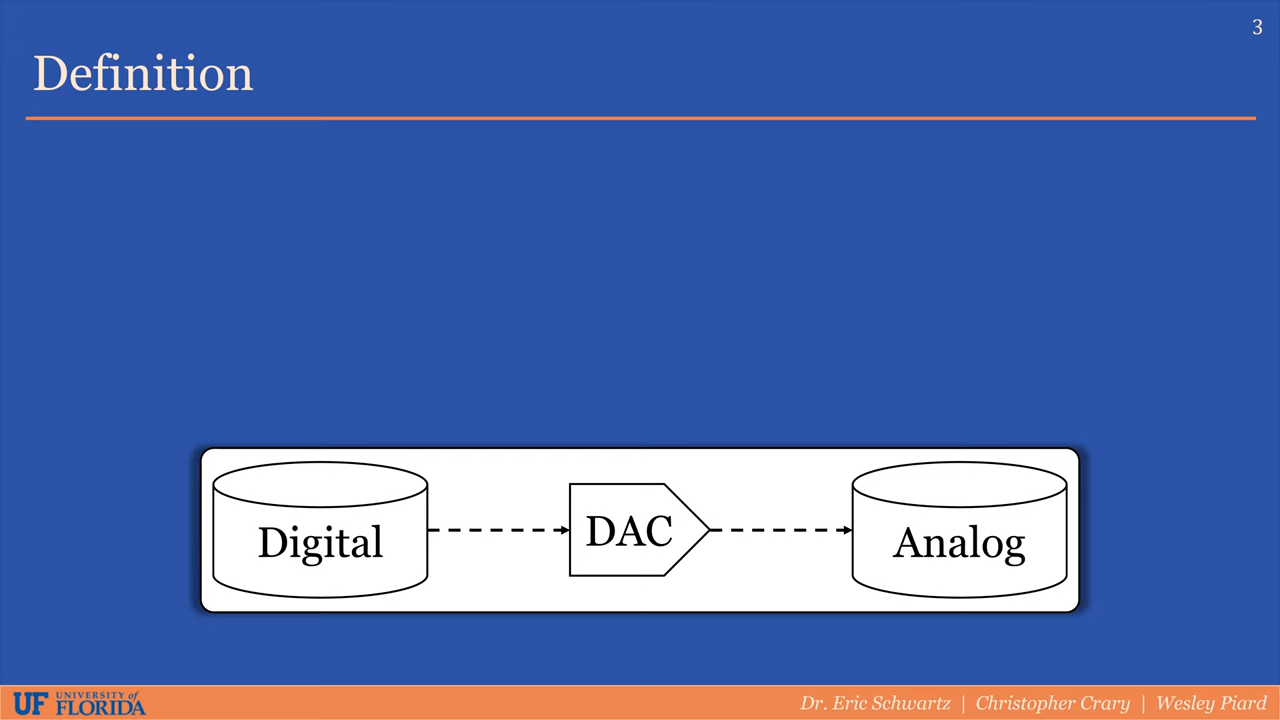 3
Definition
Digital
DAC
Analog
UF UNIVERSITY of FLORIDA
Dr. Eric Schwartz | Christopher Crary | Wesley Piard